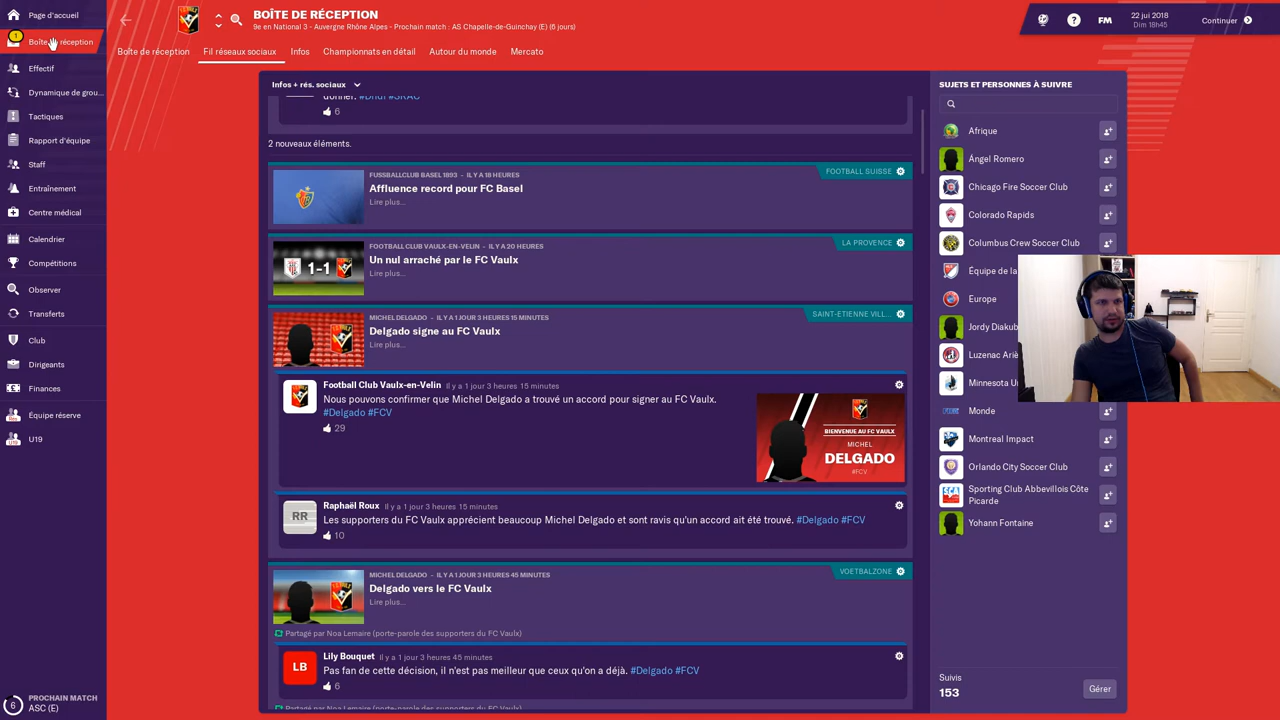 Page d'accueil
1
Effectif
Dynamique de grou...
Tactiques
Rapport d'équipe
Staff
Entraînement
Centre médical
Calendrier
Compétitions
Observer
Transferts
Club
Dirigeants
Finances
Équipe réserve
U19
6
PROCHAIN MATCH
ASC (E)
BOÎTE DE RÉCEPTION
9e en National 3 - Auvergne Rhône Alpes - Prochain match : AS Chapelle-de-Guinchay (E) (6 jours)
FM
22 jui 2018
Dim 18h45
Continuer
Boîte de réception
Fil réseaux sociaux
Infos
Championnats en détail
Autour du monde
Mercato
Infos + rés. sociaux
6
2 nouveaux éléments.
FUSSBALLCLUB BASEL 1893 - IL Y A 18 HEURES
FOOTBALL SUISSE
Affluence record pour FC Basel
Lire plus...
FOOTBALL CLUB VAULX-EN-VELIN - IL Y A 20 HEURES
LA PROVENCE
1-1
Un nul arraché par le FC Vaulx
Lire plus...
MICHEL DELGADO - IL Y A 1 JOUR 3 HEURES 15 MINUTES
SAINT-ETIENNE VILL...
Delgado signe au FC Vaulx
Lire plus...
Football Club Vaulx-en-Velin Il y a 1 jour 3 heures 15 minutes
Nous pouvons confirmer que Michel Delgado a trouvé un accord pour signer au FC Vaulx.
#Delgado #FCV
29
BIENVENUE AU FC VAULX
MICHEL
DELGADO
#FCV
RR
Raphaël Roux Il y a 1 jour 3 heures 15 minutes
Les supporters du FC Vaulx apprécient beaucoup Michel Delgado et sont ravis qu'un accord ait été trouvé. #Delgado #FCV
10
MICHEL DELGADO - IL Y A 1 JOUR 3 HEURES 45 MINUTES
VOETBALZONE
Delgado vers le FC Vaulx
Lire plus...
Partagé par Noa Lemaire (porte-parole des supporters du FC Vaulx)
LB
Lily Bouquet Il y a 1 jour 3 heures 45 minutes
Pas fan de cette décision, il n'est pas meilleur que ceux qu'on a déjà. #Delgado #FCV
6
SUJETS ET PERSONNES À SUIVRE
Afrique
Ángel Romero
Chicago Fire Soccer Club
Colorado Rapids
Columbus Crew Soccer Club
Équipe de la
Europe
Jordy Diakub
Luzenac Ariè
Minnesota Un
Monde
Montreal Impact
Orlando City Soccer Club
Sporting Club Abbevillois Côte
Picarde
Yohann Fontaine
Suivis
153
Gérer